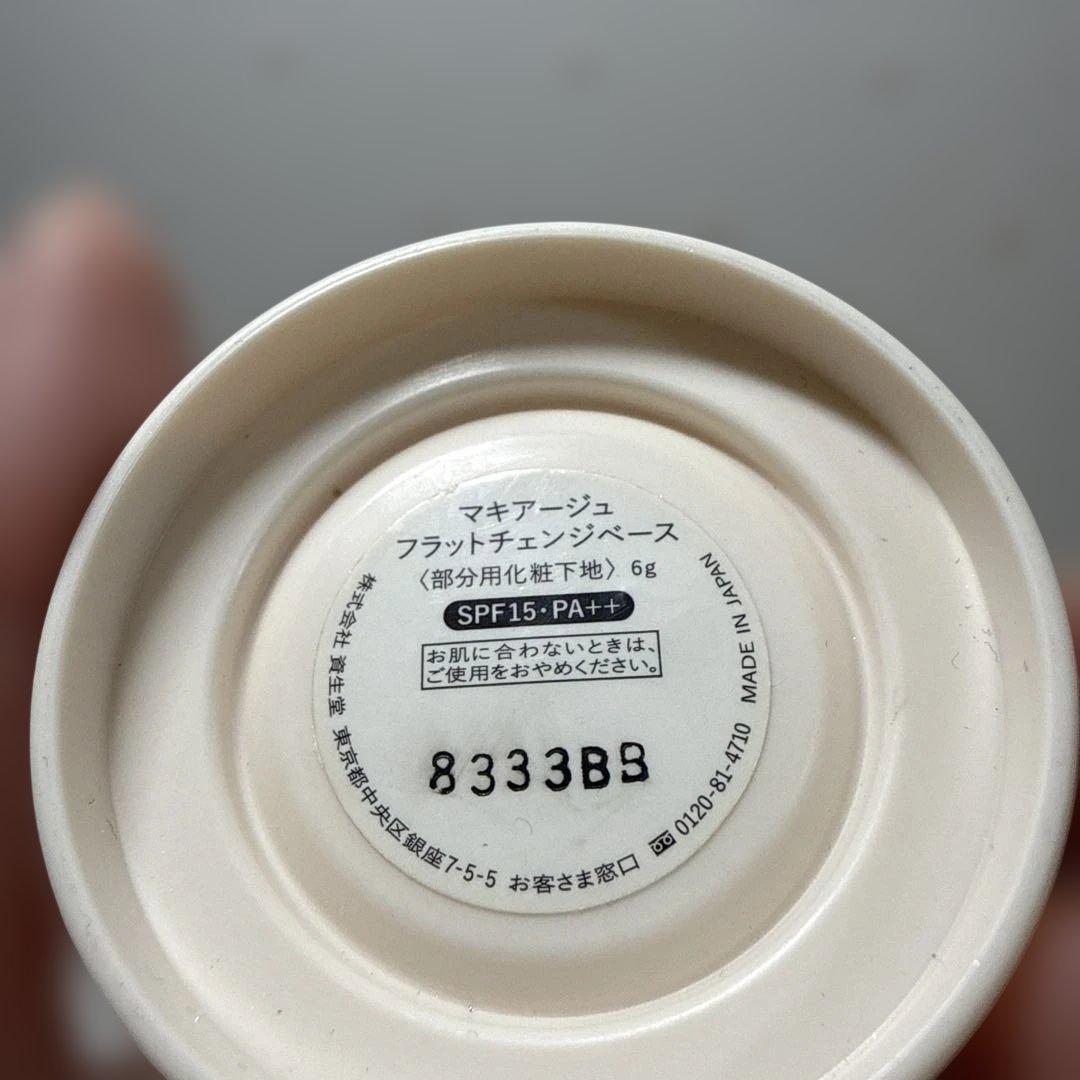 マキアージュ
フラットチェンジベース
〈部分用化粧下地〉 6g
SPF15・PA++
お肌に合わないときは、
ご使用をおやめください。
8333BB
株式会社 資生堂 東京都中央区銀座7-5-5 お客さま窓口 0120-81-4710 MADE IN JAPAN